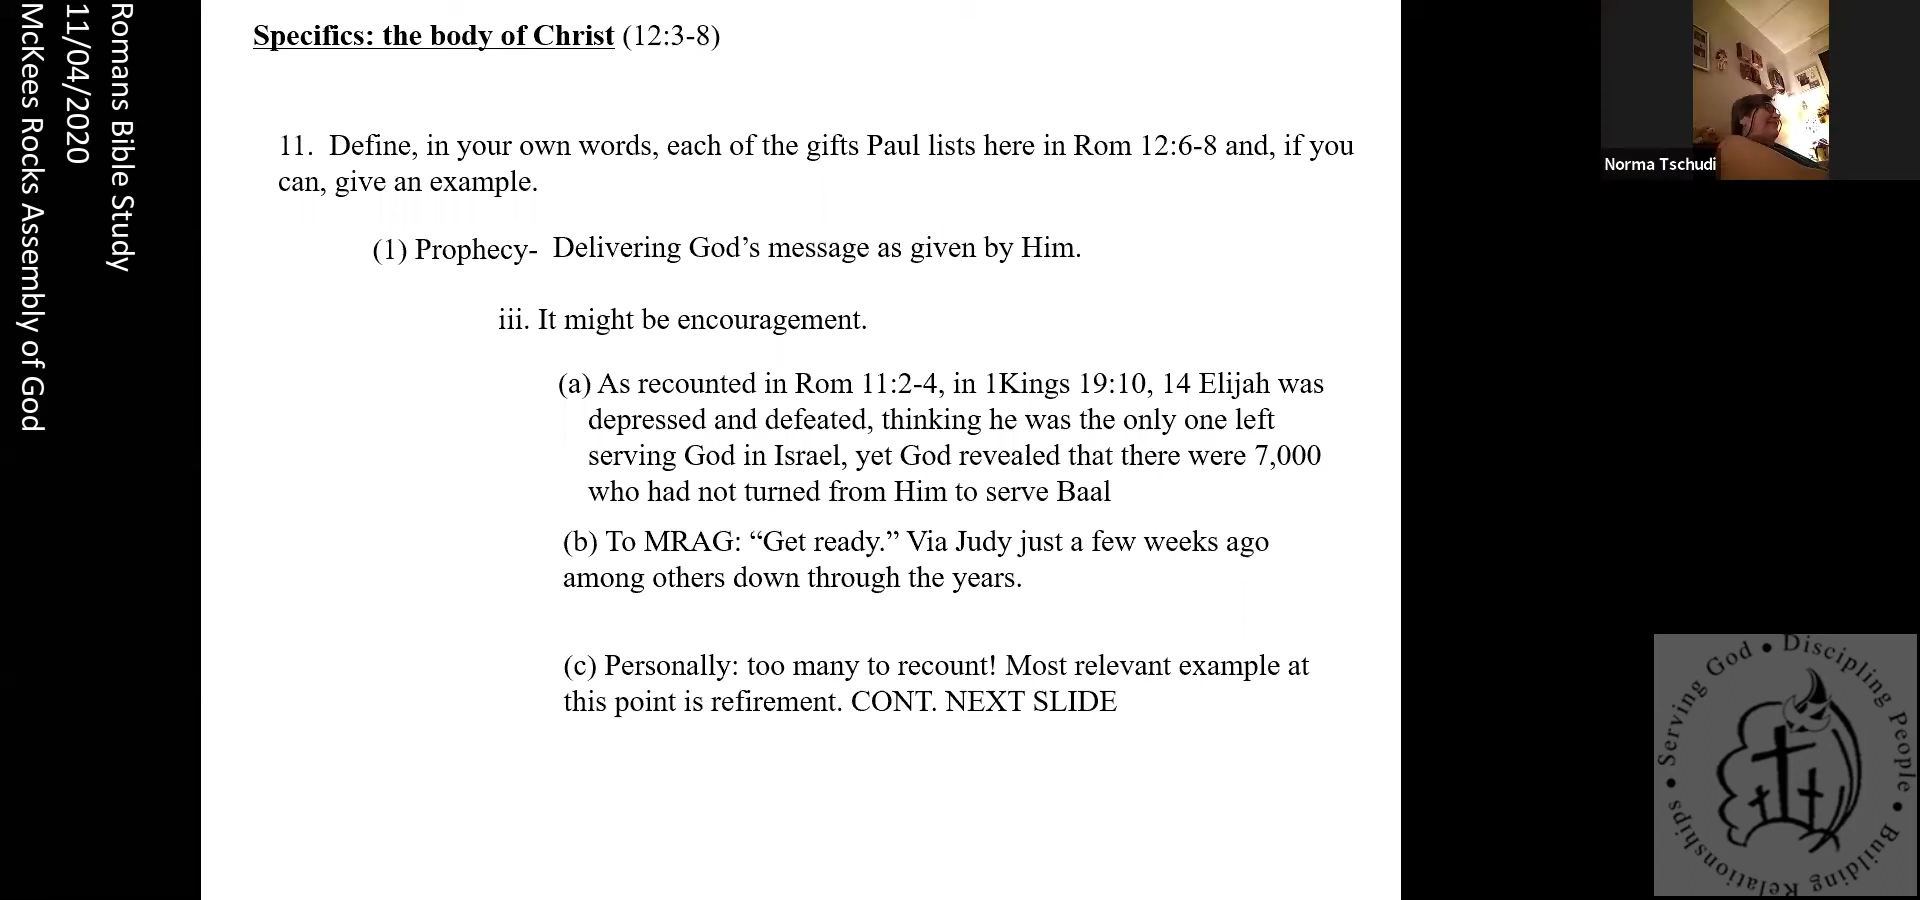 Romans Bible Study
11/04/2020
McKees Rocks Assembly of God
Specifics: the body of Christ (12:3-8)
11. Define, in your own words, each of the gifts Paul lists here in Rom 12:6-8 and, if you
can, give an example.
(1) Prophecy- Delivering God’s message as given by Him.
iii. It might be encouragement.
(a) As recounted in Rom 11:2-4, in 1Kings 19:10, 14 Elijah was
depressed and defeated, thinking he was the only one left
serving God in Israel, yet God revealed that there were 7,000
who had not turned from Him to serve Baal
(b) To MRAG: “Get ready.” Via Judy just a few weeks ago
among others down through the years.
(c) Personally: too many to recount! Most relevant example at
this point is refirement. CONT. NEXT SLIDE
Norma Tschudi
Serving God • Discipling People • Building Relationships •